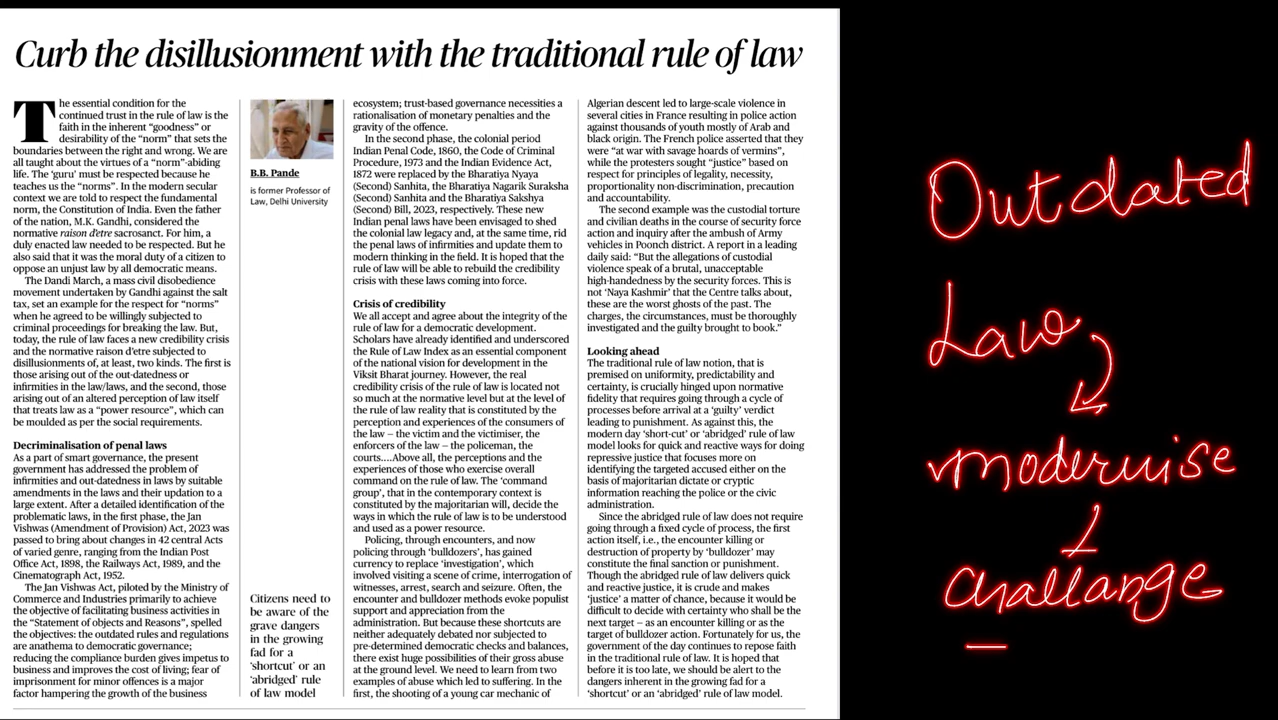 Curb the disillusionment with the traditional rule of law
The essential condition for the
continued trust in the rule of law is the
faith in the inherent “goodness” or
desirability of the “norm” that sets the
boundaries between the right and wrong. We are
all taught about the virtues of a “norm”-abiding
life. The ‘guru’ must be respected because he
teaches us the “norms”. In the modern secular
context we are told to respect the fundamental
norm, the Constitution of India. Even the father
of the nation, M.K. Gandhi, considered the
normative raison d’etre sacrosanct. For him, a
duly enacted law needed to be respected. But he
also said that it was the moral duty of a citizen to
oppose an unjust law by all democratic means.
The Dandi March, a mass civil disobedience
movement undertaken by Gandhi against the salt
tax, set an example for the respect for “norms”
when he agreed to be willingly subjected to
criminal proceedings for breaking the law. But,
today, the rule of law faces a new credibility crisis
and the normative raison d’every subjected to
disillusionments of, at least, two kinds. The first is
those arising out of the out-datedness or
infirmities in the law/laws, and the second, those
arising out of an altered perception of law itself
that treats law as a “power resource”, which can
be moulded as per the social requirements.
Decriminalisation of penal laws
As a part of smart governance, the present
government has addressed the problem of
infirmities and out-datedness in laws by suitable
amendments in the laws and their updation to a
large extent. After a detailed identification of the
problematic laws, in the first phase, the Jan
Vishwas (Amendment of Provision) Act, 2023 was
passed to bring about changes in 42 central Acts
of varied genre, ranging from the Indian Post
Office Act, 1898, the Railways Act, 1989, and the
Cinematograph Act, 1952.
The Jan Vishwas Act, piloted by the Ministry of
Commerce and Industries primarily to achieve
the objective of facilitating business activities in
the “Statement of objects and Reasons”, spelled
the objectives: the outdated rules and regulations
are anathema to democratic governance;
reducing the compliance burden gives impetus to
business and improves the cost of living; fear of
imprisonment for minor offences is a major
factor hampering the growth of the business
B.B. Pande
is former Professor of
Law, Delhi University
Citizens need to
be aware of the
grave dangers
in the growing
fad for a
‘shortcut’ or an
‘abridged’ rule
of law model
ecosystem; trust-based governance necessities a
rationalisation of monetary penalties and the
gravity of the offence.
In the second phase, the colonial period
Indian Penal Code, 1860, the Code of Criminal
Procedure, 1973 and the Indian Evidence Act,
1872 were replaced by the Bharatiya Nyaya
(Second) Sanhita, the Bharatiya Nagarik Suraksha
(Second) Sanhita and the Bharatiya Sakshya
(Second) Bill, 2023, respectively. These new
Indian penal laws have been envisaged to shed
the colonial law legacy and, at the same time, rid
the penal laws of infirmities and update them to
modern thinking in the field. It is hoped that the
rule of law will be able to rebuild the credibility
crisis with these laws coming into force.
Crisis of credibility
We all accept and agree about the integrity of the
rule of law for a democratic development.
Scholars have already identified and underscored
the Rule of Law Index as an essential component
of the national vision for development in the
Viksit Bharat journey. However, the real
credibility crisis of the rule of law is located not
so much at the normative level but at the level of
the rule of law reality that is constituted by the
perception and experiences of the consumers of
the law – the victim and the victimiser, the
enforcers of the law – the policeman, the
courts....Above all, the perceptions and the
experiences of those who exercise overall
command on the rule of law. The ‘command
group’, that in the contemporary context is
constituted by the majoritarian will, decide the
ways in which the rule of law is to be understood
and used as a power resource.
Policing, through encounters, and now
policing through ‘bulldozers’, has gained
currency to replace ‘investigation’, which
involved visiting a scene of crime, interrogation of
witnesses, arrest, search and seizure. Often, the
encounter and bulldozer methods evoke populist
support and appreciation from the
administration. But because these shortcuts are
neither adequately debated nor subjected to
pre-determined democratic checks and balances,
there exist huge possibilities of their gross abuse
at the ground level. We need to learn from two
examples of abuse which led to suffering. In the
first, the shooting of a young car mechanic of
Algerian descent led to large-scale violence in
several cities in France resulting in police action
against thousands of youth mostly of Arab and
black origin. The French police asserted that they
were “at war with savage hoards of vermins”,
while the protesters sought “justice” based on
respect for principles of legality, necessity,
proportionality non-discrimination, precaution
and accountability.
The second example was the custodial torture
and civilian deaths in the course of security force
action and inquiry after the ambush of Army
vehicles in Poonch district. A report in a leading
daily said: “But the allegations of custodial
violence speak of a brutal, unacceptable
high-handedness by the security forces. This is
not ‘Naya Kashmir’ that the Centre talks about,
these are the worst ghosts of the past. The
charges, the circumstances, must be thoroughly
investigated and the guilty brought to book.”
Looking ahead
The traditional rule of law notion, that is
premised on uniformity, predictability and
certainty, is crucially hinged upon normative
fidelity that requires going through a cycle of
processes before arrival at a ‘guilty’ verdict
leading to punishment. As against this, the
modern day ‘short-cut’ or ‘abridged’ rule of law
model looks for quick and reactive ways for doing
repressive justice that focuses more on
identifying the targeted accused either on the
basis of majoritarian dictate or cryptic
information reaching the police or the civic
administration.
Since the abridged rule of law does not require
going through a fixed cycle of process, the first
action itself, i.e., the encounter killing or
destruction of property by ‘bulldozer’ may
constitute the final sanction or punishment.
Though the abridged rule of law delivers quick
and reactive justice, it is crude and makes
‘justice’ a matter of chance, because it would be
difficult to decide with certainty who shall be the
next target – as an encounter killing or as the
target of bulldozer action. Fortunately for us, the
government of the day continues to repose faith
in the traditional rule of law. It is hoped that
before it is too late, we should be alert to the
dangers inherent in the growing fad for a
‘shortcut’ or an ‘abridged’ rule of law model.
Outdated
Law
modernise
challange